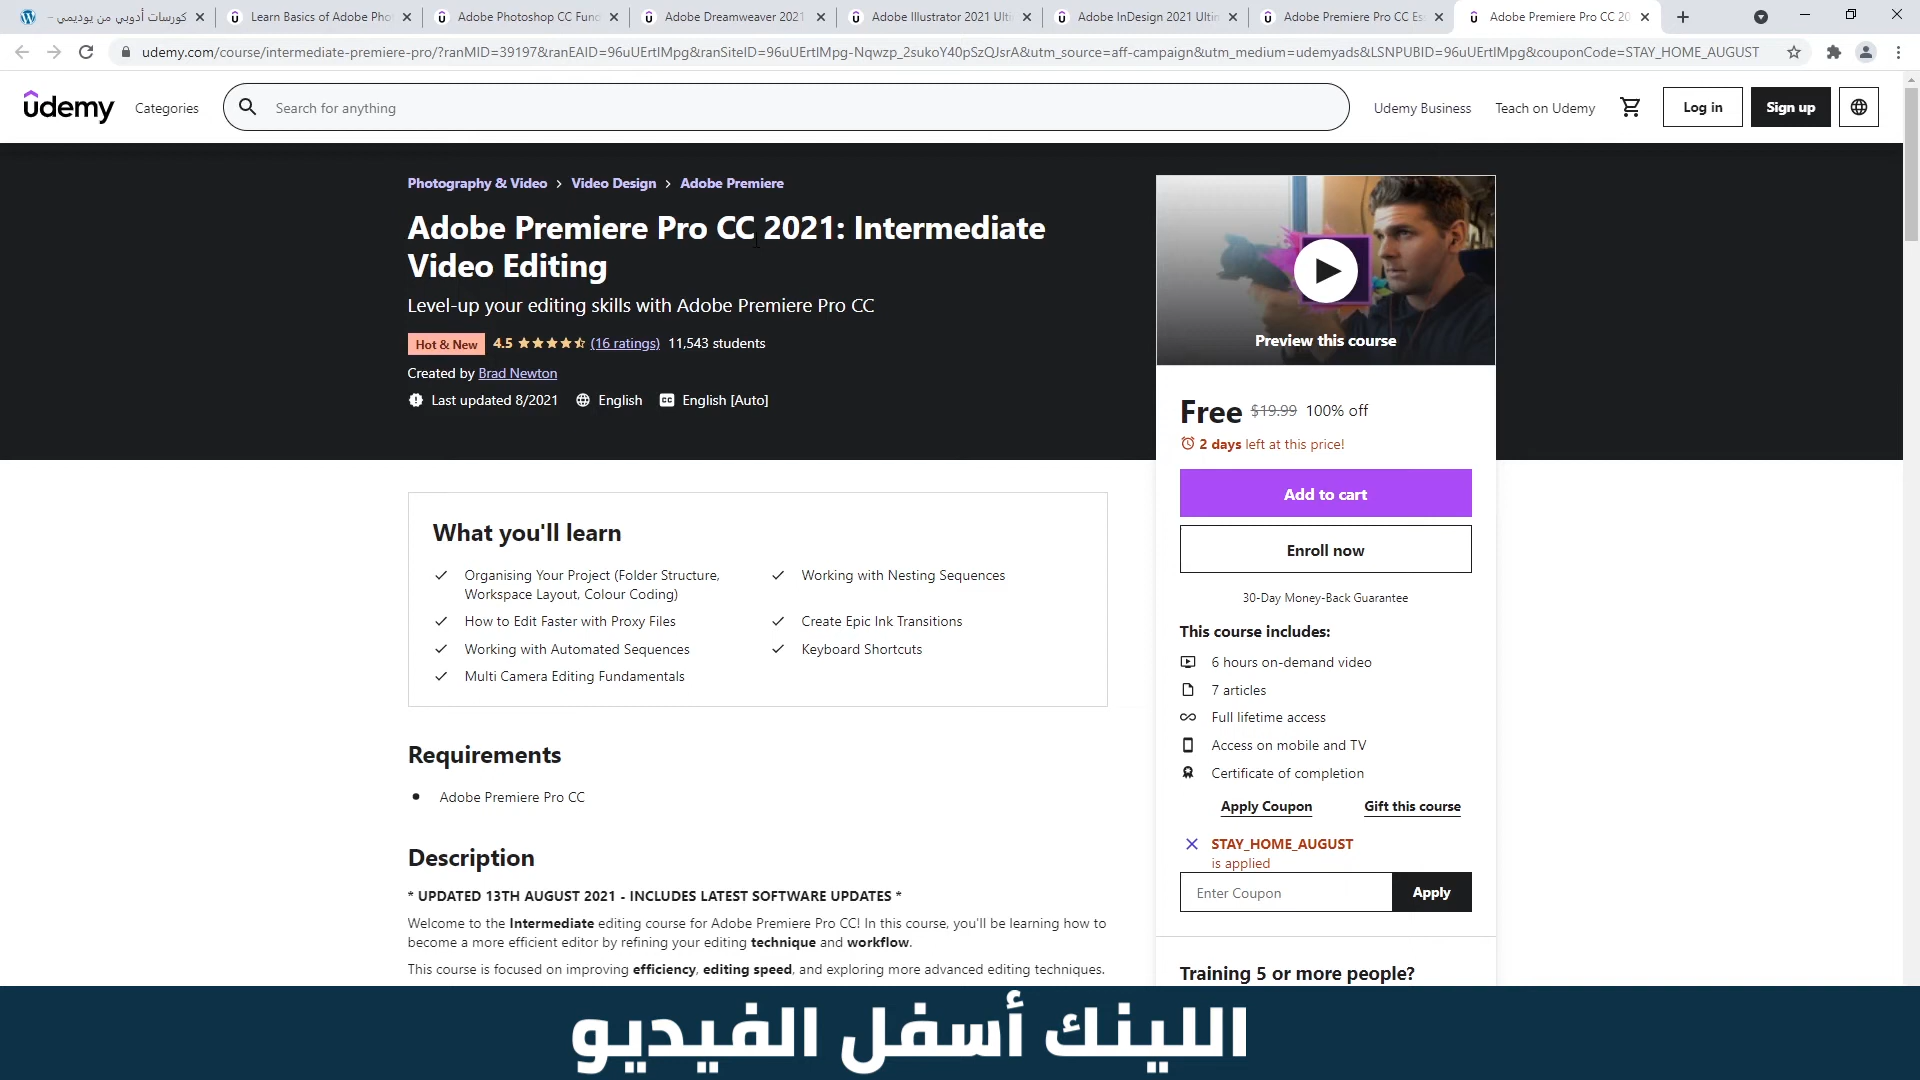 كورسات أدوبي من يوديمي –
Learn Basics of Adobe Pho
Adobe Photoshop CC Fund
Adobe Dreamweaver 2021
Adobe Illustrator 2021 Ulti
Adobe InDesign 2021 Ultim
Adobe Premiere Pro CC Es
Adobe Premiere Pro CC 20
udemy.com/course/intermediate-premiere-pro/?ranMID=39197&ranEAID=96uUErtlMpg&ranSiteID=96uUErtlMpg-Nqwzp_2sukoY40pSzQJsrA&utm_source=aff-campaign&utm_medium=udemyads&LSNPUBID=96uUErtlMpg&couponCode=STAY_HOME_AUGUST
udemy
Categories
Search for anything
Udemy Business
Teach on Udemy
Log in
Sign up
Photography & Video > Video Design > Adobe Premiere
Adobe Premiere Pro CC 2021: Intermediate
Video Editing
Level-up your editing skills with Adobe Premiere Pro CC
Hot & New 4.5 (16 ratings) 11,543 students
Created by Brad Newton
Last updated 8/2021 English English [Auto]
Preview this course
Free $19.99 100% off
2 days left at this price!
Add to cart
Enroll now
30-Day Money-Back Guarantee
This course includes:
6 hours on-demand video
7 articles
Full lifetime access
Access on mobile and TV
Certificate of completion
Apply Coupon
Gift this course
STAY_HOME_AUGUST
is applied
Enter Coupon
Apply
Training 5 or more people?
What you'll learn
Organising Your Project (Folder Structure,
Workspace Layout, Colour Coding)
How to Edit Faster with Proxy Files
Working with Automated Sequences
Multi Camera Editing Fundamentals
Working with Nesting Sequences
Create Epic Ink Transitions
Keyboard Shortcuts
Requirements
Adobe Premiere Pro CC
Description
* UPDATED 13TH AUGUST 2021 - INCLUDES LATEST SOFTWARE UPDATES *
Welcome to the Intermediate editing course for Adobe Premiere Pro CC! In this course, you'll be learning how to
become a more efficient editor by refining your editing technique and workflow.
This course is focused on improving efficiency, editing speed, and exploring more advanced editing techniques.
اللينك أسفل الفيديو